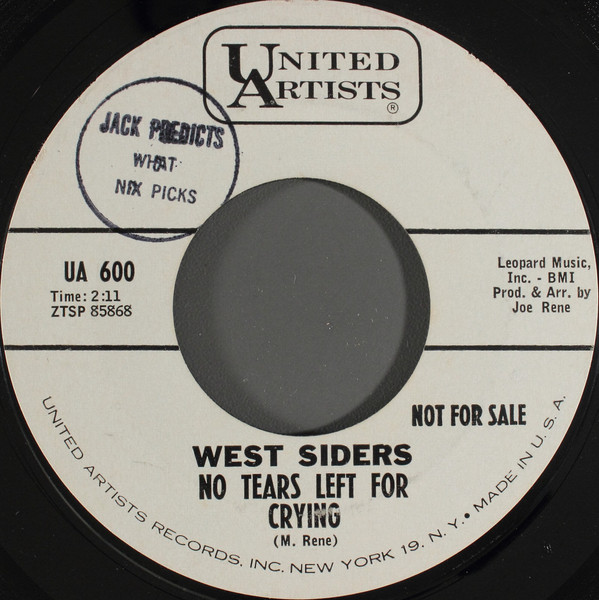 UNITED
ARTISTS®
JACK PREDICTS
WHAT
NIX PICKS
UA 600
Time: 2:11
ZTSP 85868
Leopard Music,
Inc. - BMI
Prod. & Arr. by
Joe Rene
NOT FOR SALE
WEST SIDERS
NO TEARS LEFT FOR
CRYING
(M. Rene)
UNITED ARTISTS RECORDS, INC. NEW YORK 19, N. Y. • MADE IN U. S. A.